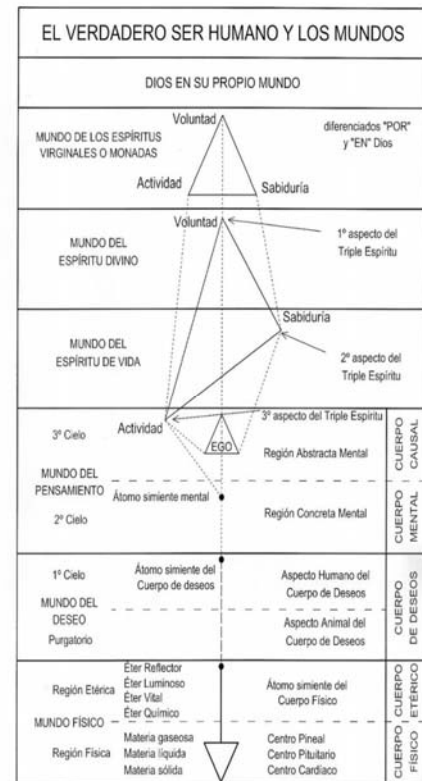 EL VERDADERO SER HUMANO Y LOS MUNDOS
DIOS EN SU PROPIO MUNDO
MUNDO DE LOS ESPÍRITUS
VIRGINALES O MONADAS
Voluntad
diferenciados "POR"
y "EN" Dios
Actividad
Sabiduría
MUNDO DEL
ESPÍRITU DIVINO
Voluntad
1º aspecto del
Triple Espíritu
MUNDO DEL
ESPÍRITU DE VIDA
Sabiduría
2º aspecto del
Triple Espíritu
3º Cielo
Actividad
3º aspecto del Triple Espíritu
EGO
Región Abstracta Mental
CUERPO
CAUSAL
MUNDO DEL
PENSAMIENTO
2º Cielo
Átomo simiente mental
Región Concreta Mental
CUERPO
MENTAL
1º Cielo
MUNDO DEL
DESEO
Purgatorio
Átomo simiente del
Cuerpo de deseos
Aspecto Humano del
Cuerpo de Deseos
Aspecto Animal del
Cuerpo de Deseos
CUERPO
DE DESEOS
Región Etérica
Éter Reflector
Éter Luminoso
Éter Vital
Éter Químico
Átomo simiente del
Cuerpo Físico
CUERPO
ETÉRICO
MUNDO FÍSICO
Región Física
Materia gaseosa
Materia líquida
Materia sólida
Centro Pineal
Centro Pituitario
Centro Cardíaco
CUERPO
FÍSICO